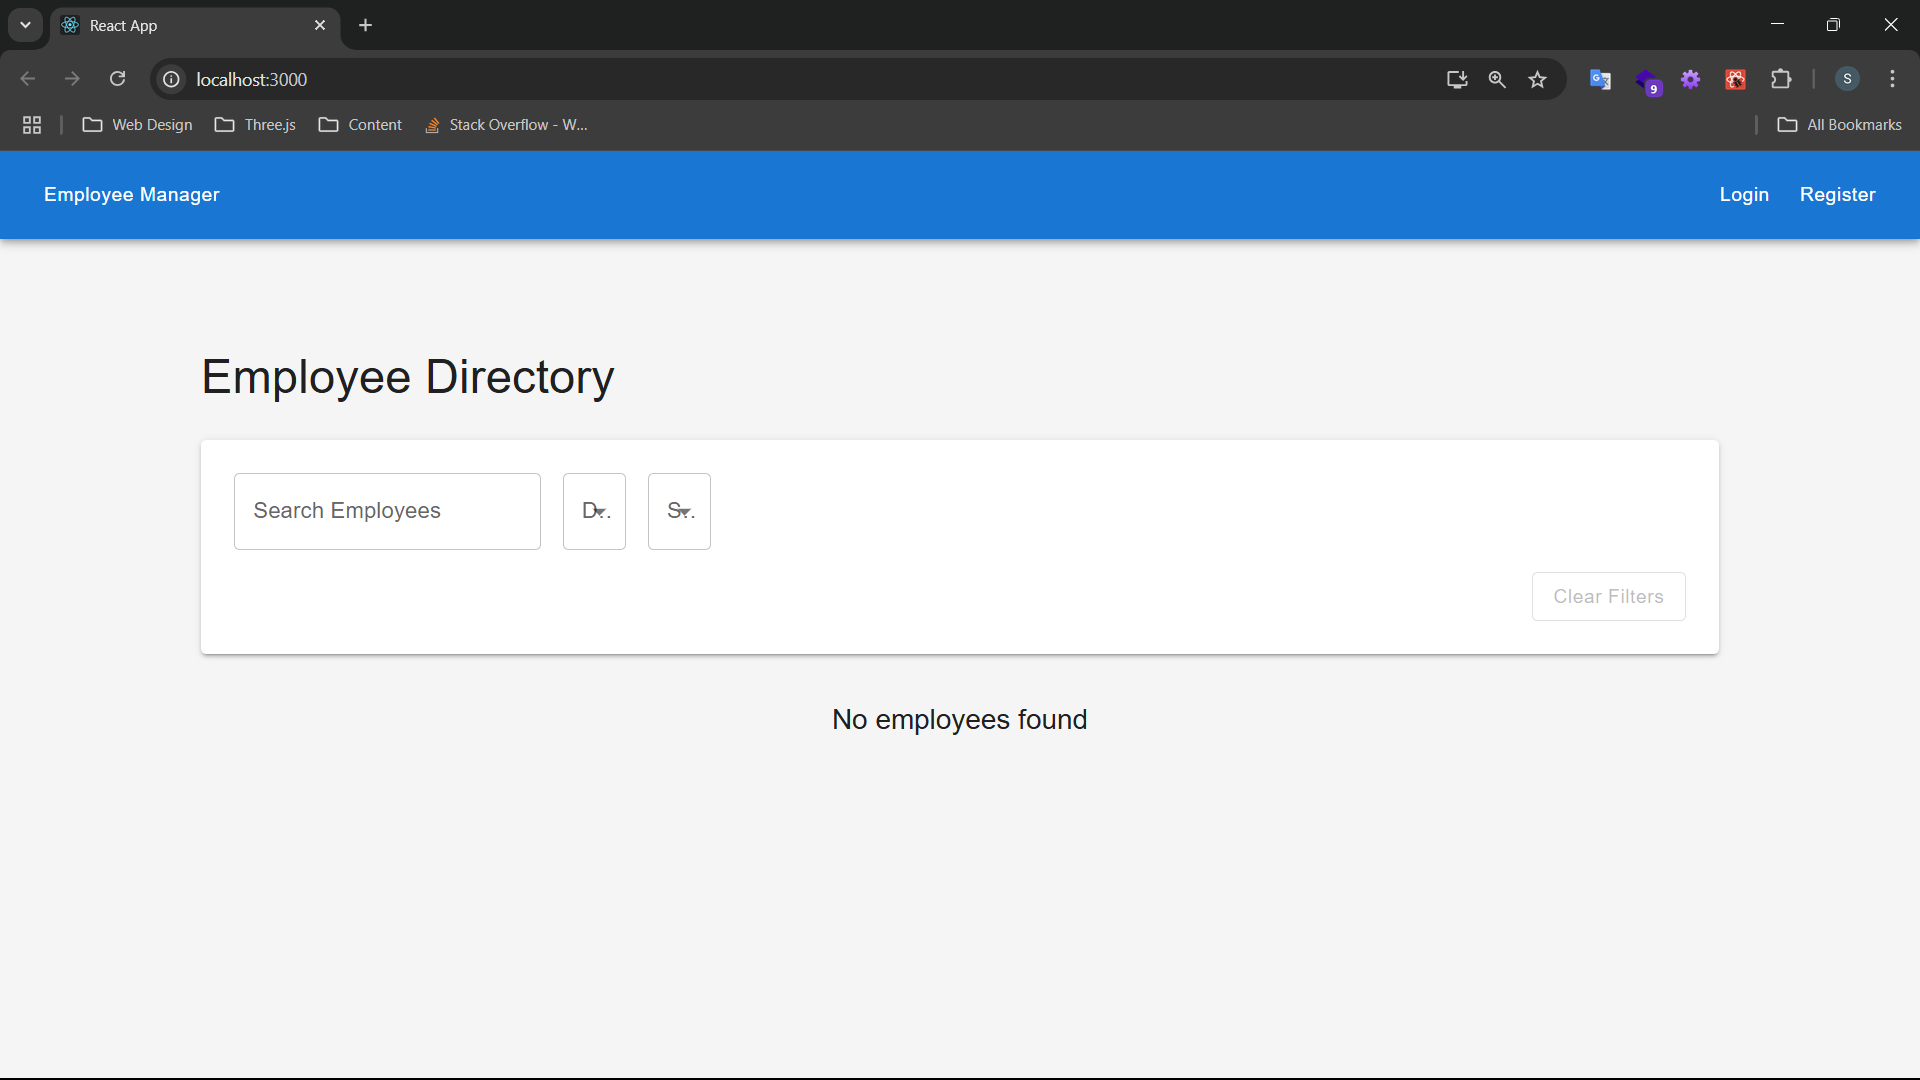 React App
localhost:3000
9
S
Web Design
Three.js
Content
Stack Overflow - W...
All Bookmarks
Employee Manager
Login
Register
Employee Directory
Search Employees
D...
S...
Clear Filters
No employees found